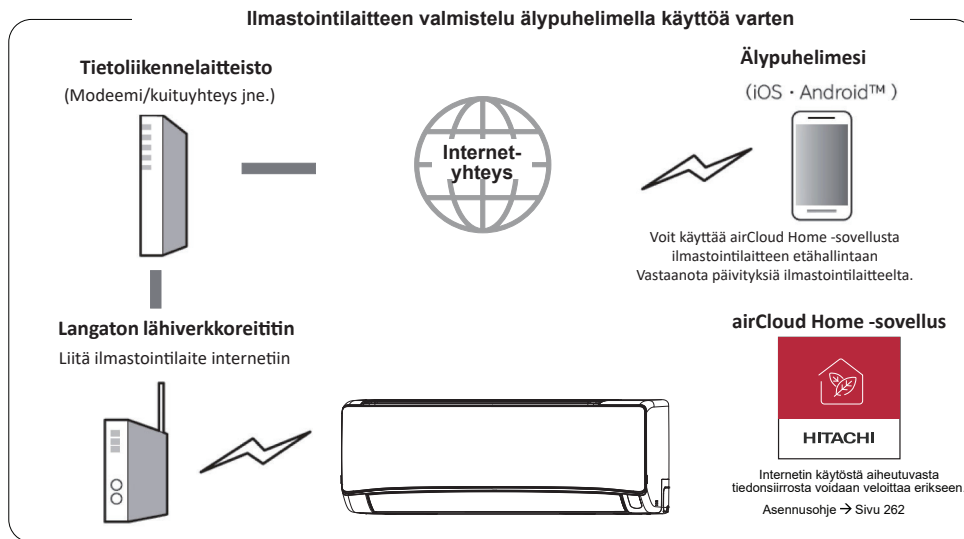 Ilmastointilaitteen valmistelu älypuhelimella käyttöä varten
Tietoliikennelaitteisto
(Modeemi/kuituyhteys jne.)
Internet-
yhteys
Älypuhelimesi
(iOS・Android™ )
Voit käyttää airCloud Home -sovellusta
ilmastointilaitteen etähallintaan
Vastaanota päivityksiä ilmastointilaitteelta.
Langaton lähiverkkoreititin
Liitä ilmastointilaite internetiin
airCloud Home -sovellus
HITACHI
Internetin käytöstä aiheutuvasta
tiedonsiirrosta voidaan veloittaa erikseen.
Asennusohje → Sivu 262